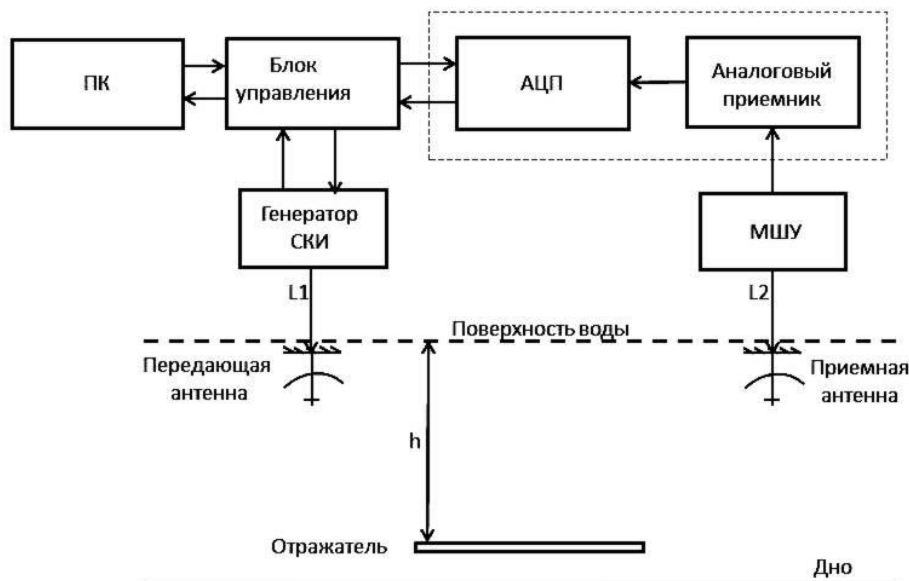 ПК
Блок
управления
АЦП
Аналоговый
приемник
Генератор
СКИ
МШУ
L1
L2
Поверхность воды
Передающая
антенна
Приемная
антенна
h
Отражатель
Дно